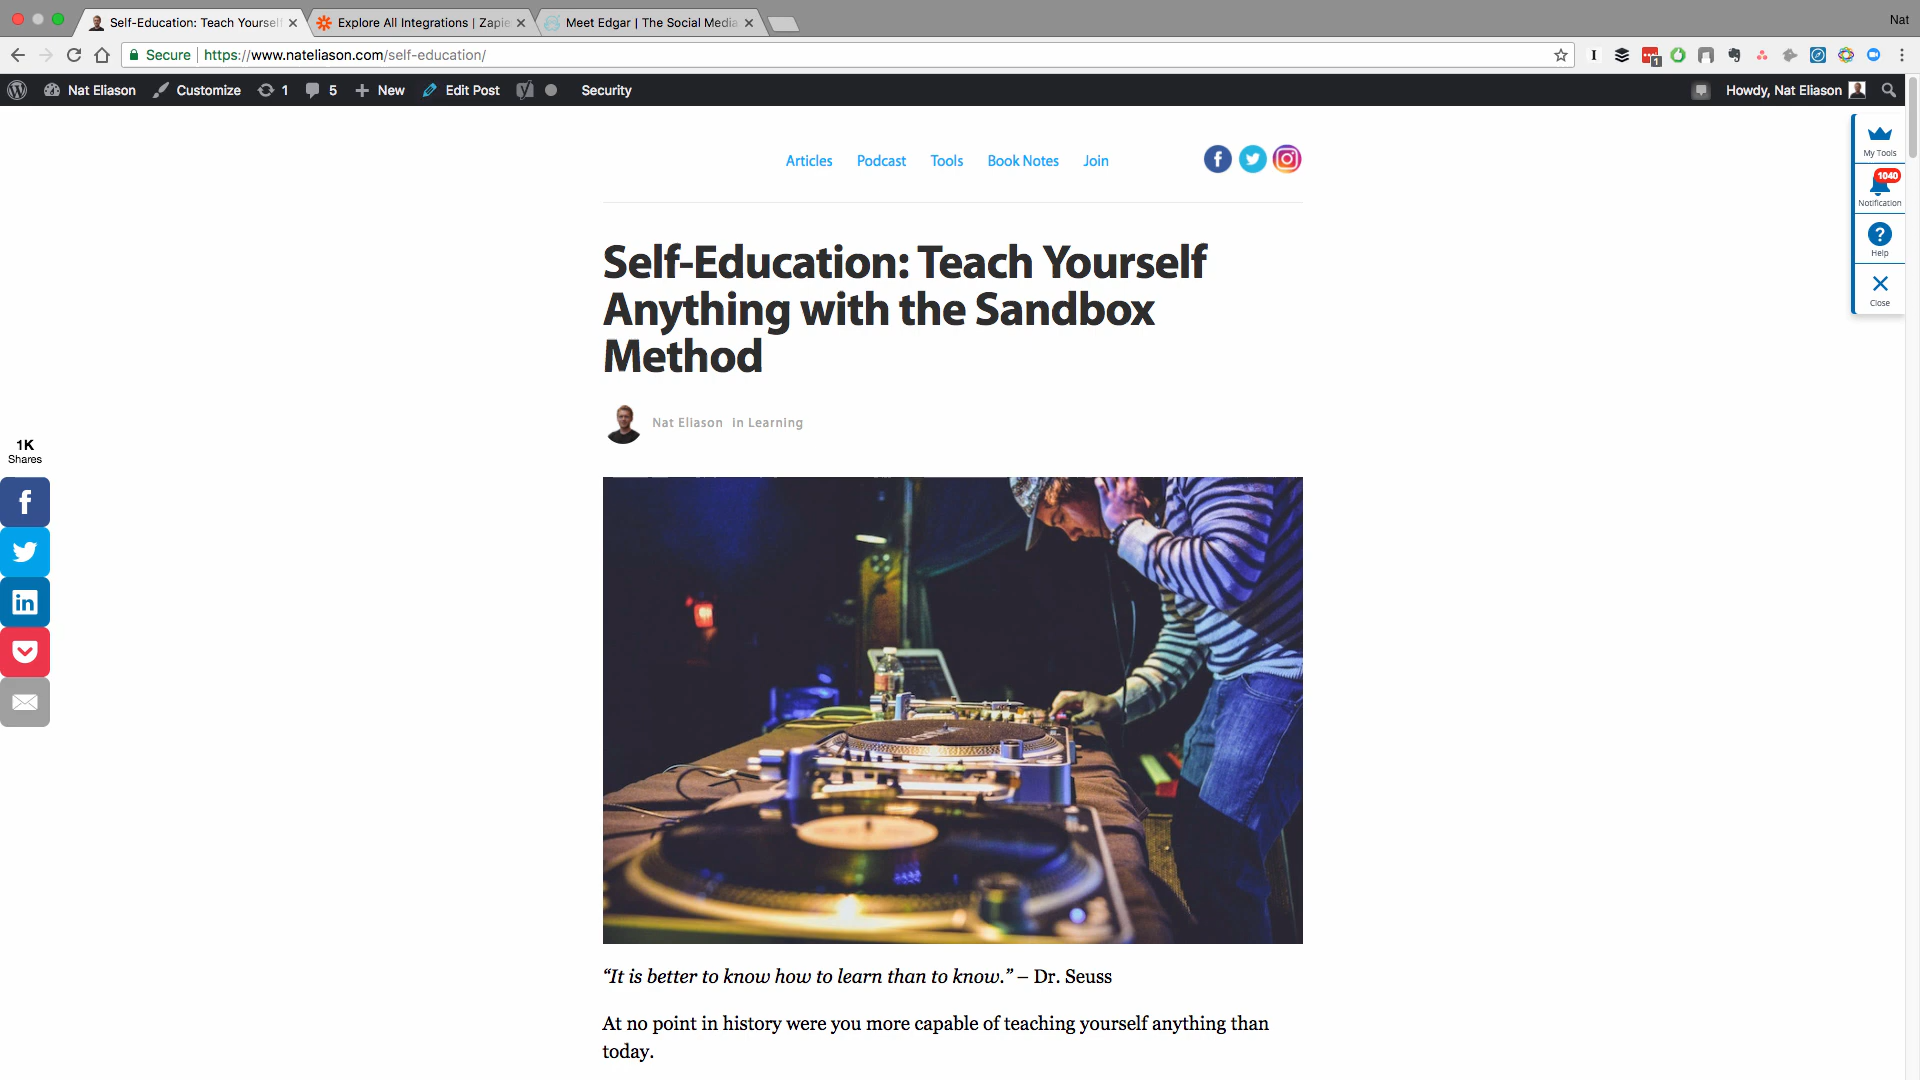 Nat
Self-Education: Teach Yourself
Explore All Integrations | Zapie
Meet Edgar | The Social Media
Secure
https://www.nateliason.com/self-education/
1
Nat Eliason
Customize
1
5
New
Edit Post
Security
Howdy, Nat Eliason
Articles
Podcast
Tools
Book Notes
Join
My Tools
1040
Notification
Help
Close
Self-Education: Teach Yourself
Anything with the Sandbox
Method
Nat Eliason in Learning
1K
Shares
“It is better to know how to learn than to know.” – Dr. Seuss
At no point in history were you more capable of teaching yourself anything than
today.